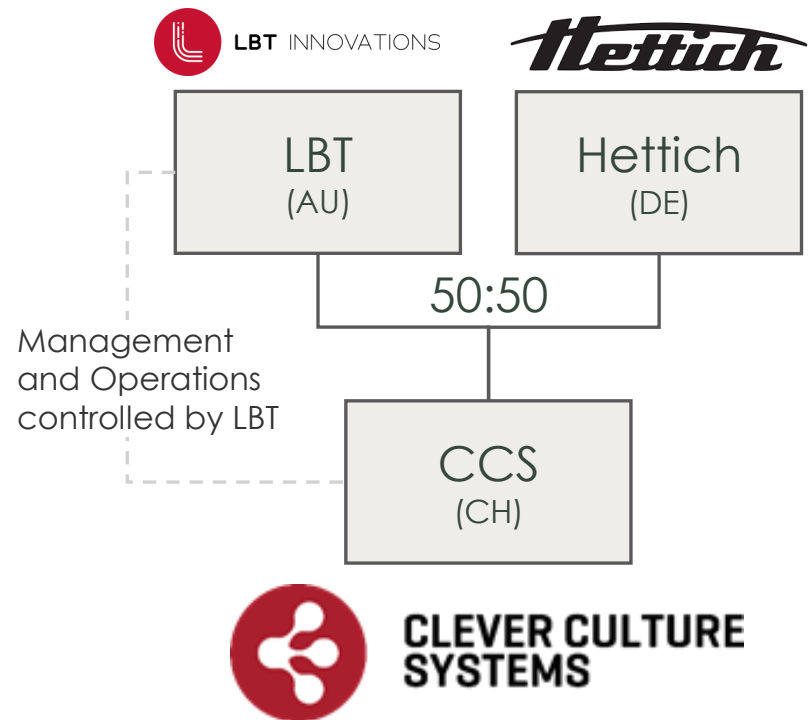 LBT INNOVATIONS
Hettich
LBT
(AU)
Hettich
(DE)
50:50
Management
and Operations
controlled by LBT
CCS
(CH)
CLEVER CULTURE
SYSTEMS